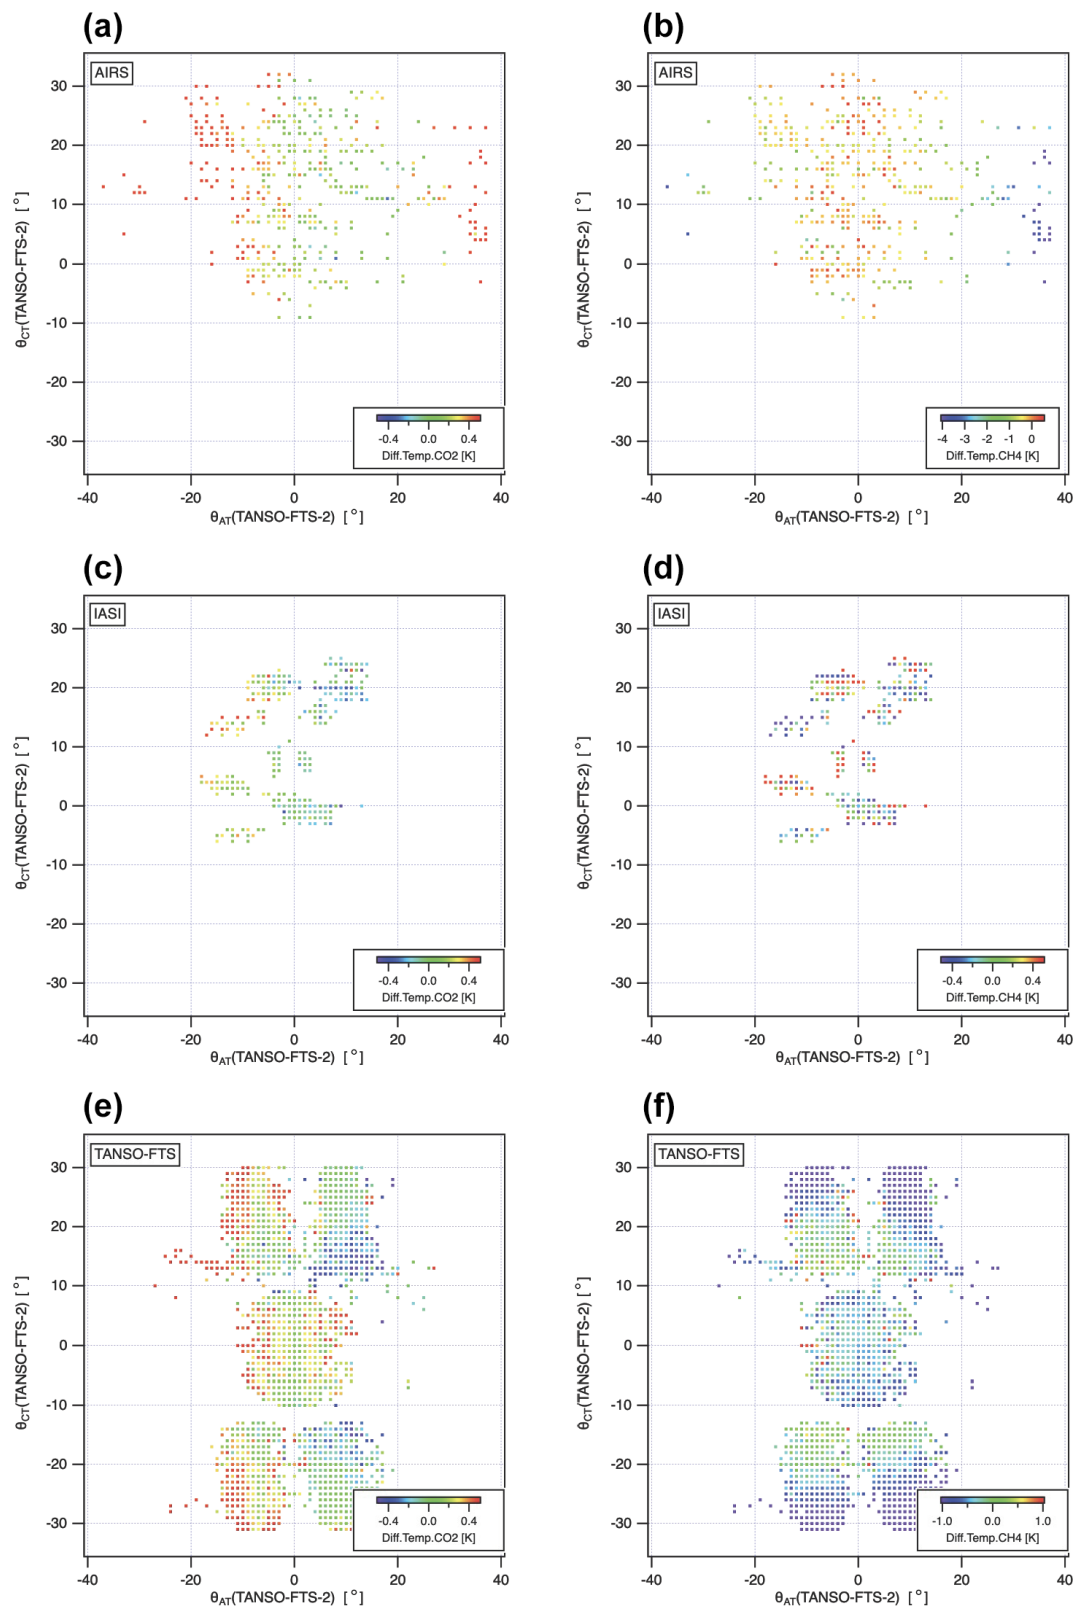 (a)
(b)
AIRS
AIRS
30
20
10
0
-10
-20
-30
θCT(TANSO-FTS-2) [°]
-0.4 0.0 0.4
Diff.Temp.CO2 [K]
-40 -20 0 20 40
θAT(TANSO-FTS-2) [°]
30
20
10
0
-10
-20
-30
θCT(TANSO-FTS-2) [°]
-4 -3 -2 -1 0
Diff.Temp.CH4 [K]
-40 -20 0 20 40
θAT(TANSO-FTS-2) [°]
(c)
(d)
IASI
IASI
30
20
10
0
-10
-20
-30
θCT(TANSO-FTS-2) [°]
-0.4 0.0 0.4
Diff.Temp.CO2 [K]
-40 -20 0 20 40
θAT(TANSO-FTS-2) [°]
30
20
10
0
-10
-20
-30
θCT(TANSO-FTS-2) [°]
-0.4 0.0 0.4
Diff.Temp.CH4 [K]
-40 -20 0 20 40
θAT(TANSO-FTS-2) [°]
(e)
(f)
TANSO-FTS
TANSO-FTS
30
20
10
0
-10
-20
-30
θCT(TANSO-FTS-2) [°]
-0.4 0.0 0.4
Diff.Temp.CO2 [K]
-40 -20 0 20 40
θAT(TANSO-FTS-2) [°]
30
20
10
0
-10
-20
-30
θCT(TANSO-FTS-2) [°]
-1.0 0.0 1.0
Diff.Temp.CH4 [K]
-40 -20 0 20 40
θAT(TANSO-FTS-2) [°]